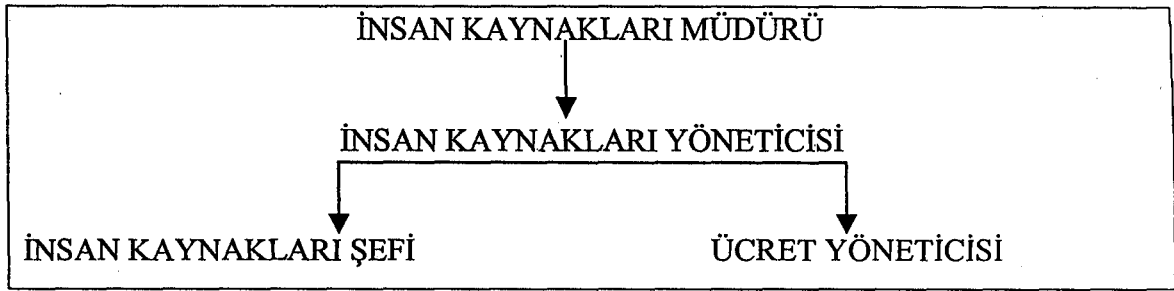 İNSAN KAYNAKLARI MÜDÜRÜ
İNSAN KAYNAKLARI YÖNETİCİSİ
İNSAN KAYNAKLARI ŞEFİ ÜCRET YÖNETİCİSİ